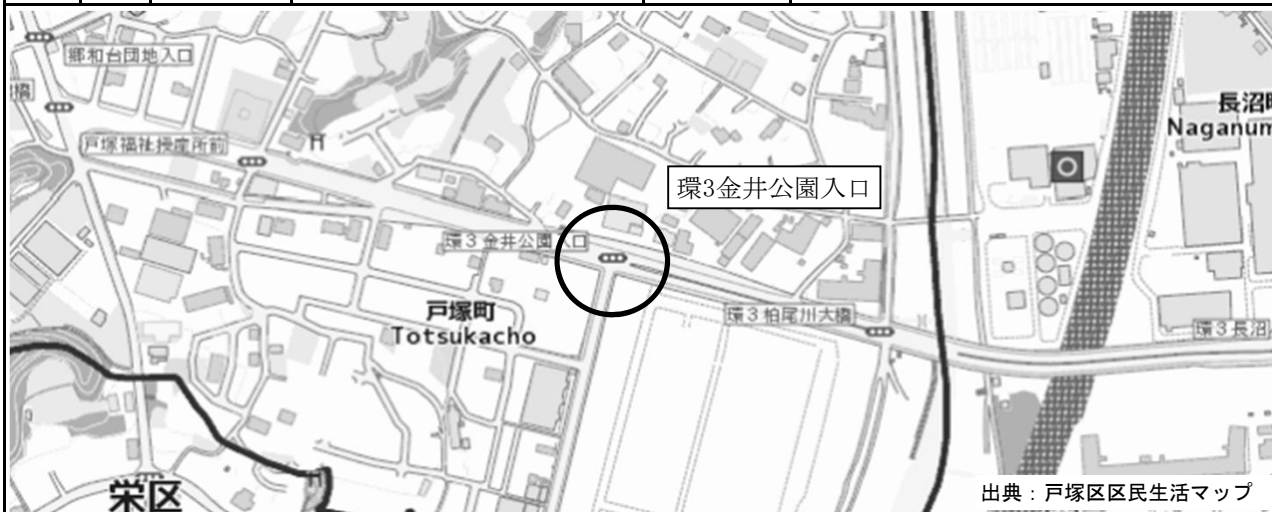 郷和台団地入口
橋
長沼町
Naganum
戸塚福祉授産所前
環3金井公園入口
環3金井公園入口
戸塚町
Totsukacho
環3柏尾川大橋
環3長沼
栄区
出典：戸塚区区民生活マップ